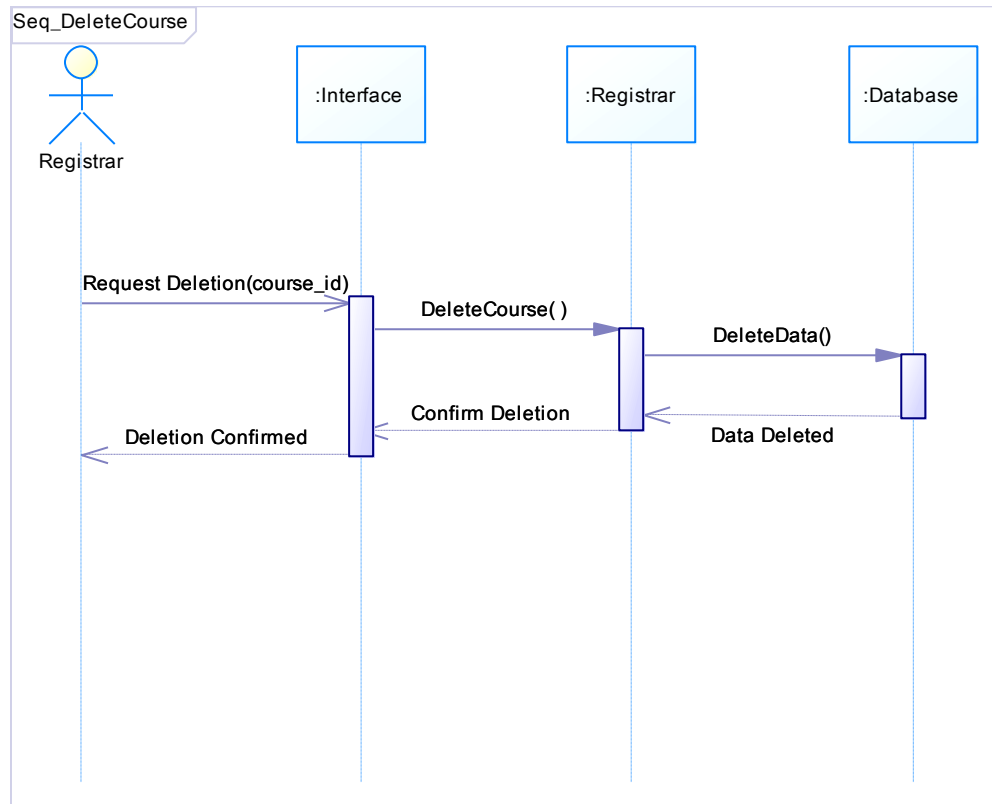 Seq_DeleteCourse
:Interface
:Registrar
:Database
Registrar
Request Deletion(course_id)
DeleteCourse( )
DeleteData()
Confirm Deletion
Data Deleted
Deletion Confirmed